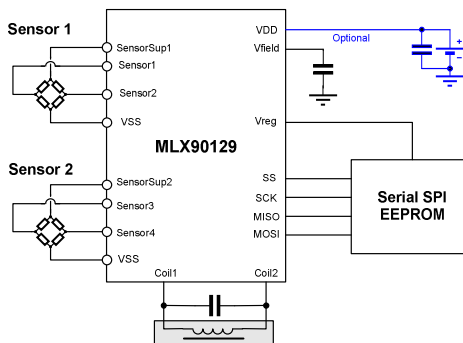 Sensor 1
SensorSup1
Sensor1
Sensor2
VSS
Sensor 2
SensorSup2
Sensor3
Sensor4
VSS
MLX90129
VDD
Optional
Vfield
Vreg
SS
SCK
MISO
MOSI
Serial SPI
EEPROM
Coil1
Coil2